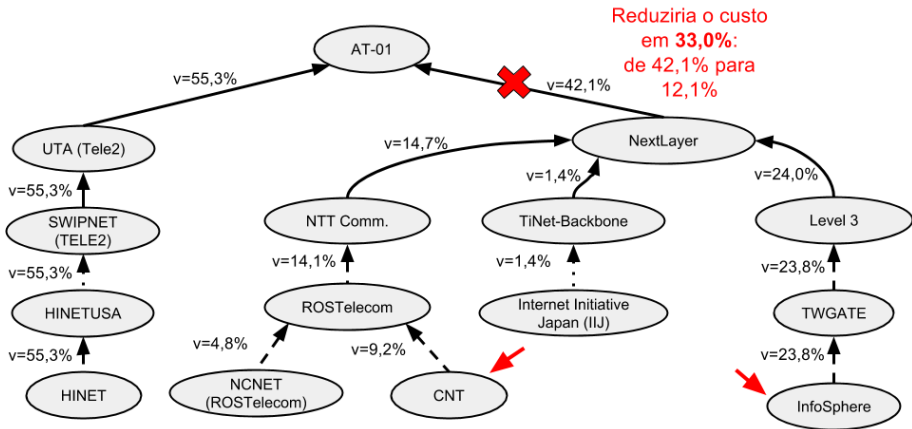 Reduziria o custo
em 33,0%:
de 42,1% para
12,1%
AT-01
v=55,3%
v=42,1%
UTA (Tele2)
v=14,7%
NextLayer
v=1,4%
v=24,0%
v=55,3%
SWIPNET
(TELE2)
NTT Comm.
TiNet-Backbone
Level 3
v=55,3%
v=14,1%
v=1,4%
v=23,8%
HINETUSA
ROSTelecom
Internet Initiative
Japan (IIJ)
TWGATE
v=55,3%
v=4,8%
v=9,2%
v=23,8%
HINET
NCNET
(ROSTelecom)
CNT
InfoSphere